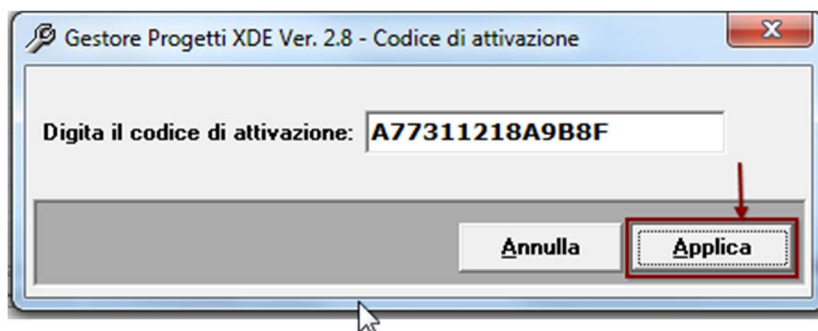 Gestore Progetti XDE Ver. 2.8 - Codice di attivazione
Digita il codice di attivazione: A77311218A9B8F
Annulla Applica